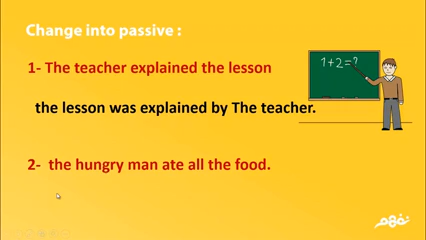 Change into passive :
1- The teacher explained the lesson
1+2=?
the lesson was explained by The teacher.
2- the hungry man ate all the food.
نفهم